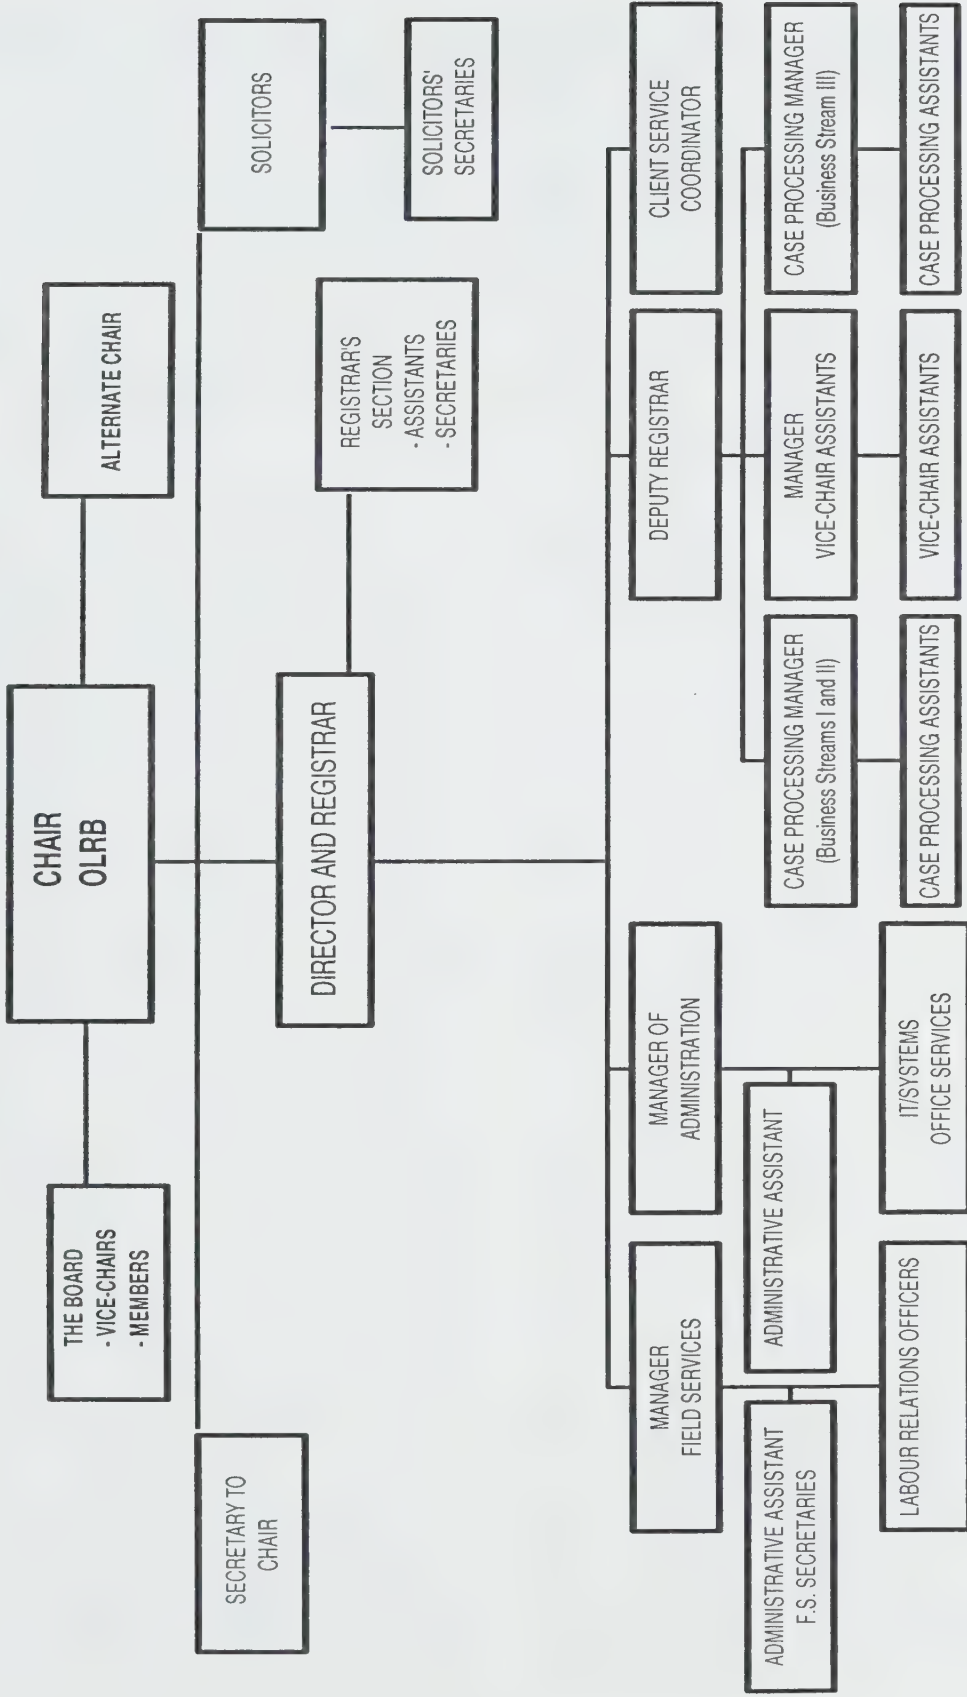 CHAIR
OLRB
THE BOARD
- VICE-CHAIRS
- MEMBERS
ALTERNATE CHAIR
SECRETARY TO
CHAIR
SOLICITORS
SOLICITORS'
SECRETARIES
DIRECTOR AND REGISTRAR
REGISTRAR'S
SECTION
- ASSISTANTS
- SECRETARIES
MANAGER
FIELD SERVICES
MANAGER OF
ADMINISTRATION
DEPUTY REGISTRAR
CLIENT SERVICE
COORDINATOR
ADMINISTRATIVE ASSISTANT
F.S. SECRETARIES
ADMINISTRATIVE ASSISTANT
CASE PROCESSING MANAGER
(Business Streams I and II)
MANAGER
VICE-CHAIR ASSISTANTS
CASE PROCESSING MANAGER
(Business Stream III)
LABOUR RELATIONS OFFICERS
IT/SYSTEMS
OFFICE SERVICES
CASE PROCESSING ASSISTANTS
VICE-CHAIR ASSISTANTS
CASE PROCESSING ASSISTANTS